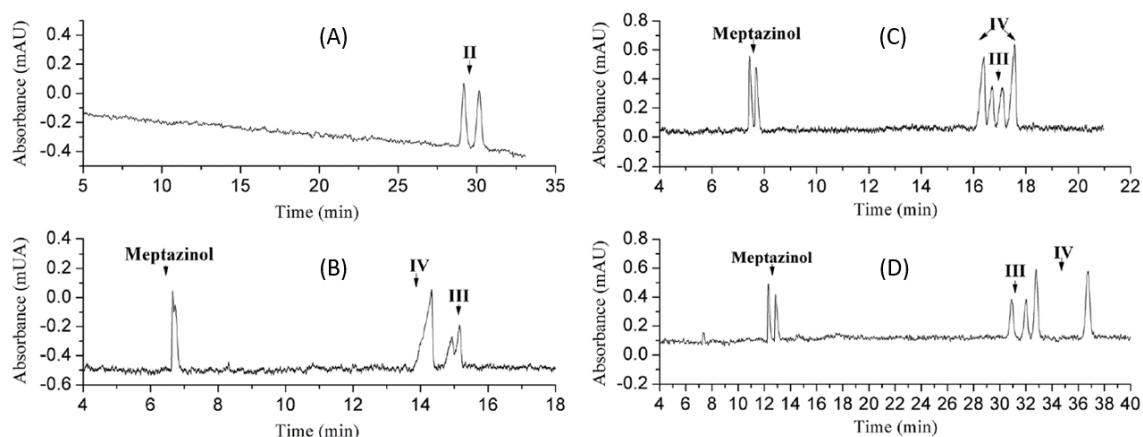 (A)
II
Absorbance (mAU)
0.4
0.2
0.0
-0.2
-0.4
5 10 15 20 25 30 35
Time (min)
(B)
Meptazinol
IV
III
Absorbance (mUA)
0.4
0.2
0.0
-0.2
-0.4
-0.6
4 6 8 10 12 14 16 18
Time (min)
(C)
Meptazinol
IV
III
Absorbance (mAU)
0.8
0.6
0.4
0.2
0.0
-0.2
4 6 8 10 12 14 16 18 20 22
Time (min)
(D)
Meptazinol
III
IV
Absorbance (mAU)
0.8
0.6
0.4
0.2
0.0
-0.2
4 6 8 10 12 14 16 18 20 22 24 26 28 30 32 34 36 38 40
Time (min)